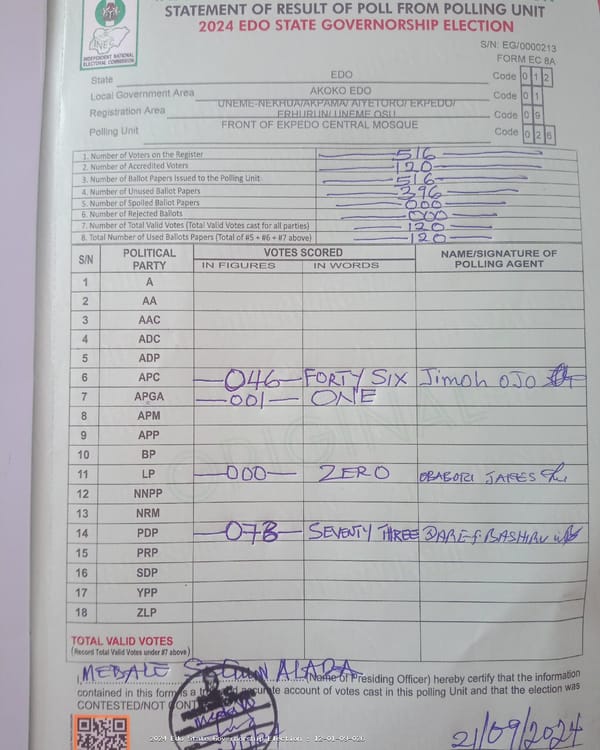 STATEMENT OF RESULT OF POLL FROM POLLING UNIT
2024 EDO STATE GOVERNORSHIP ELECTION
INEC
INDEPENDENT NATIONAL
ELECTORAL COMMISSION
S/N: EG/0000213
FORM EC 8A
State EDO Code 0 1 2
Local Government Area AKOKO EDO Code 0 1
Registration Area UNEME-NEKHUA/AKPAMA/ AIYETORO/ EKPEDO/ ERHURUN/ UNEME OSU Code 0 9
Polling Unit FRONT OF EKPEDO CENTRAL MOSQUE Code 0 2 6
1. Number of Voters on the Register 516
2. Number of Accredited Voters 120
3. Number of Ballot Papers Issued to the Polling Unit 516
4. Number of Unused Ballot Papers 396
5. Number of Spoiled Ballot Papers 000
6. Number of Rejected Ballots 000
7. Number of Total Valid Votes (Total Valid Votes cast for all parties) 120
8. Total Number of Used Ballots Papers (Total of #5 + #6 + #7 above) 120
S/N POLITICAL PARTY VOTES SCORED NAME/SIGNATURE OF POLLING AGENT
IN FIGURES IN WORDS
1 A
2 AA
3 AAC
4 ADC
5 ADP
6 APC 046 FORTY SIX Jimoh OJO
7 APGA 001 ONE
8 APM
9 APP
10 BP
11 LP 000 ZERO JAMES
12 NNPP
13 NRM
14 PDP 073 SEVENTY THREE BASHIRU
15 PRP
16 SDP
17 YPP
18 ZLP
TOTAL VALID VOTES
(Record Total Valid Votes under #7 above)
ORIGINAL
I, MEBALE ALABA (Name of Presiding Officer) hereby certify that the information
contained in this form is a true and accurate account of votes cast in this polling Unit and that the election was
CONTESTED/NOT CONT
21/09/2024
2024 Edo State Governorship Election - 12-01-09-026